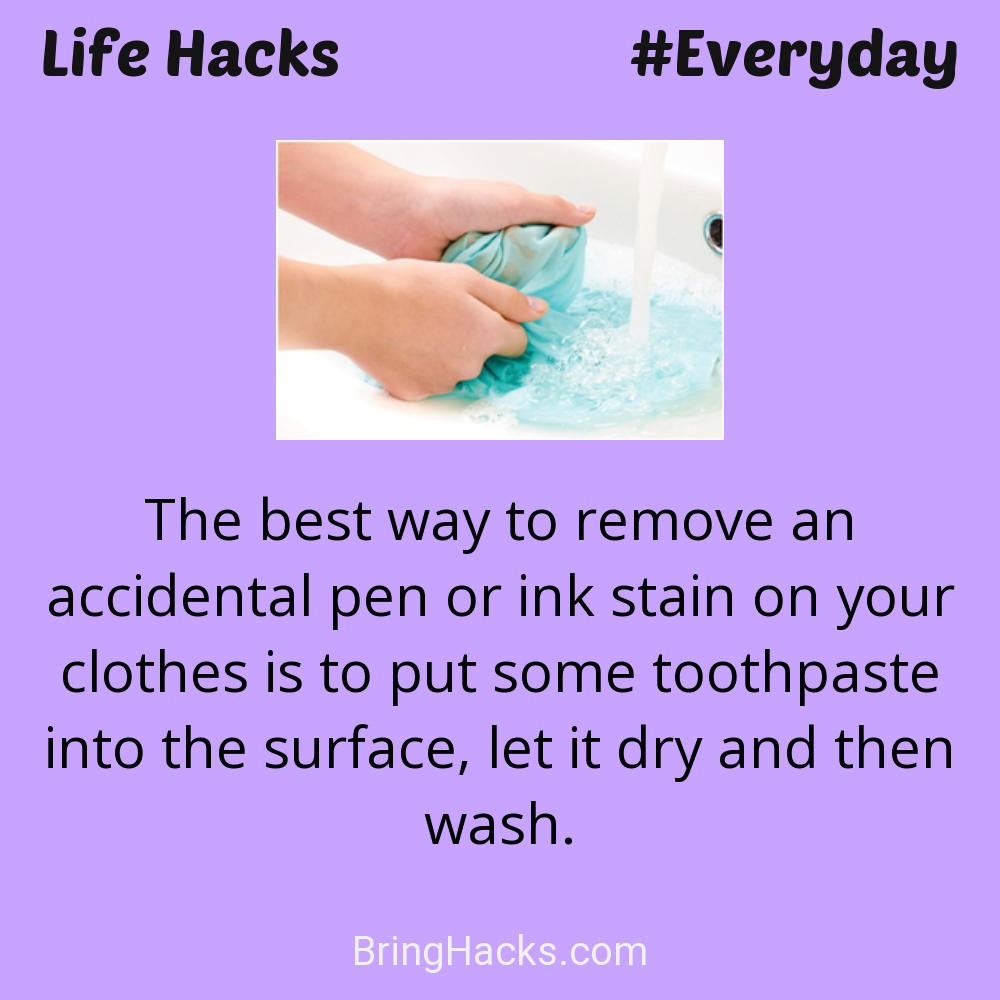 Life Hacks #Everyday
The best way to remove an
accidental pen or ink stain on your
clothes is to put some toothpaste
into the surface, let it dry and then
wash.
BringHacks.com